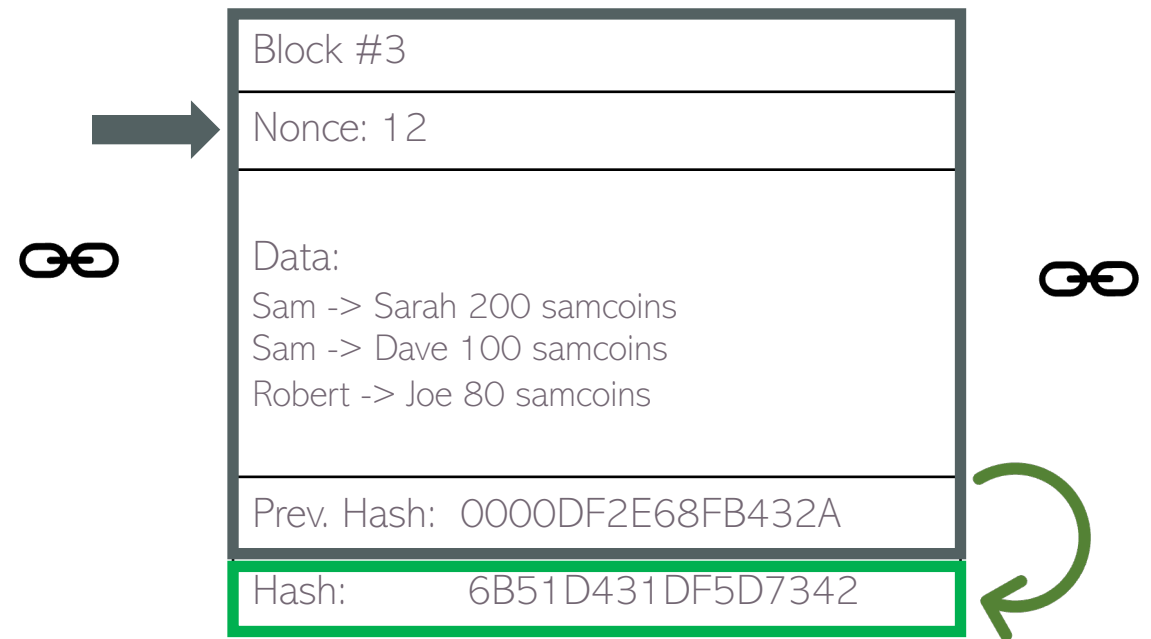 Block #3
Nonce: 12
Data:
Sam -> Sarah 200 samcoins
Sam -> Dave 100 samcoins
Robert -> Joe 80 samcoins
Prev. Hash: 0000DF2E68FB432A
Hash: 6B51D431DF5D7342